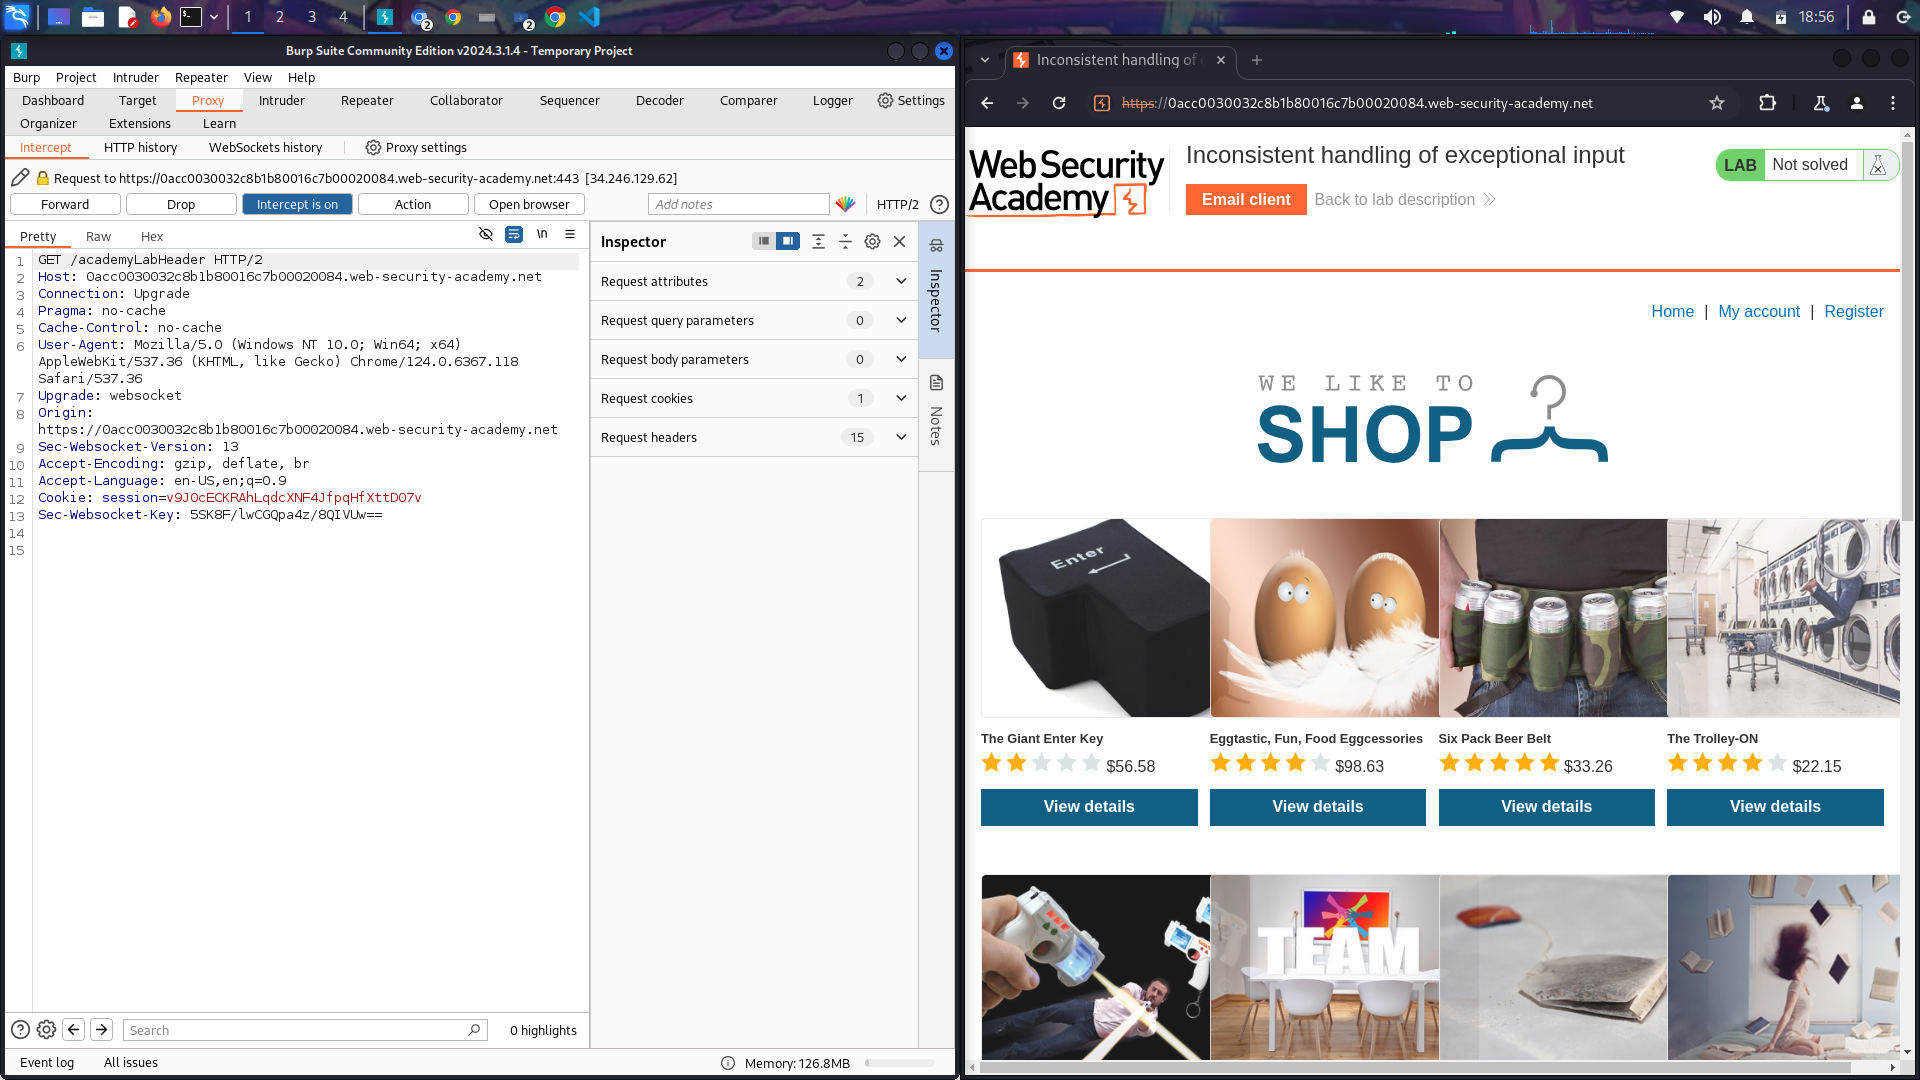 1
2
3
4
2
2
18:56
Burp Suite Community Edition v2024.3.1.4 - Temporary Project
Burp Project Intruder Repeater View Help
Dashboard Target Proxy Intruder Repeater Collaborator Sequencer Decoder Comparer Logger Settings
Organizer Extensions Learn
Intercept HTTP history WebSockets history Proxy settings
Request to https://0acc0030032c8b1b80016c7b00020084.web-security-academy.net:443 [34.246.129.62]
Forward Drop Intercept is on Action Open browser Add notes HTTP/2
Pretty Raw Hex \n
1 GET /academyLabHeader HTTP/2
2 Host: 0acc0030032c8b1b80016c7b00020084.web-security-academy.net
3 Connection: Upgrade
4 Pragma: no-cache
5 Cache-Control: no-cache
6 User-Agent: Mozilla/5.0 (Windows NT 10.0; Win64; x64)
AppleWebKit/537.36 (KHTML, like Gecko) Chrome/124.0.6367.118
Safari/537.36
7 Upgrade: websocket
8 Origin:
https://0acc0030032c8b1b80016c7b00020084.web-security-academy.net
9 Sec-Websocket-Version: 13
10 Accept-Encoding: gzip, deflate, br
11 Accept-Language: en-US,en;q=0.9
12 Cookie: session=v9J0cECKRAhLqdcXNF4JfpqHfXttD07v
13 Sec-Websocket-Key: 5SK8F/lwCGQpa4z/8QIVUw==
14
15
Inspector
Request attributes 2
Request query parameters 0
Request body parameters 0
Request cookies 1
Request headers 15
Inspector
Notes
Search
0 highlights
Event log All issues
Memory: 126.8MB
Inconsistent handling of
https://0acc0030032c8b1b80016c7b00020084.web-security-academy.net
Web Security
Academy
Inconsistent handling of exceptional input
Email client Back to lab description
LAB Not solved
Home | My account | Register
WE LIKE TO
SHOP
Enter
The Giant Enter Key
$56.58
View details
Eggtastic, Fun, Food Eggcessories
$98.63
View details
Six Pack Beer Belt
$33.26
View details
The Trolley-ON
$22.15
View details
TEAM